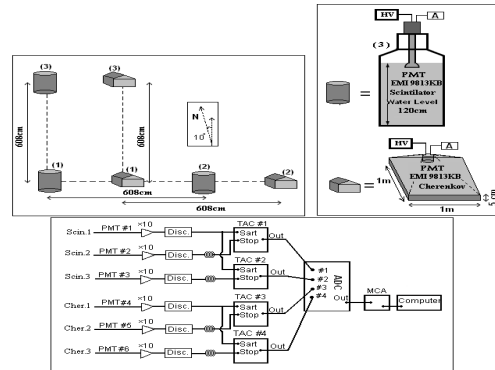 (3)
(3)
608cm
608cm
N
10
(1)
(1)
(2)
(2)
608cm
608cm
HV
A
(3)
PMT
EMI 9813KB
Scintilator
Water Level
120cm
=
HV
A
PMT
EMI 9813KB
Cherenkov
=
1m
1m
5 cm
Scin.1 PMT #1 *10 Disc.
Scin.2 PMT #2 *10 Disc.
Scin.3 PMT #3 *10 Disc.
Cher.1 PMT#4 *10 Disc.
Cher.2 PMT #5 *10 Disc.
Cher.3 PMT #6 *10 Disc.
TAC #1
Sart
Stop
Out
TAC #2
Sart
Stop
Out
TAC #3
Sart
Stop
Out
TAC #4
Sart
Stop
Out
#1
#2
#3
#4
ADC
Out
MCA
Computer